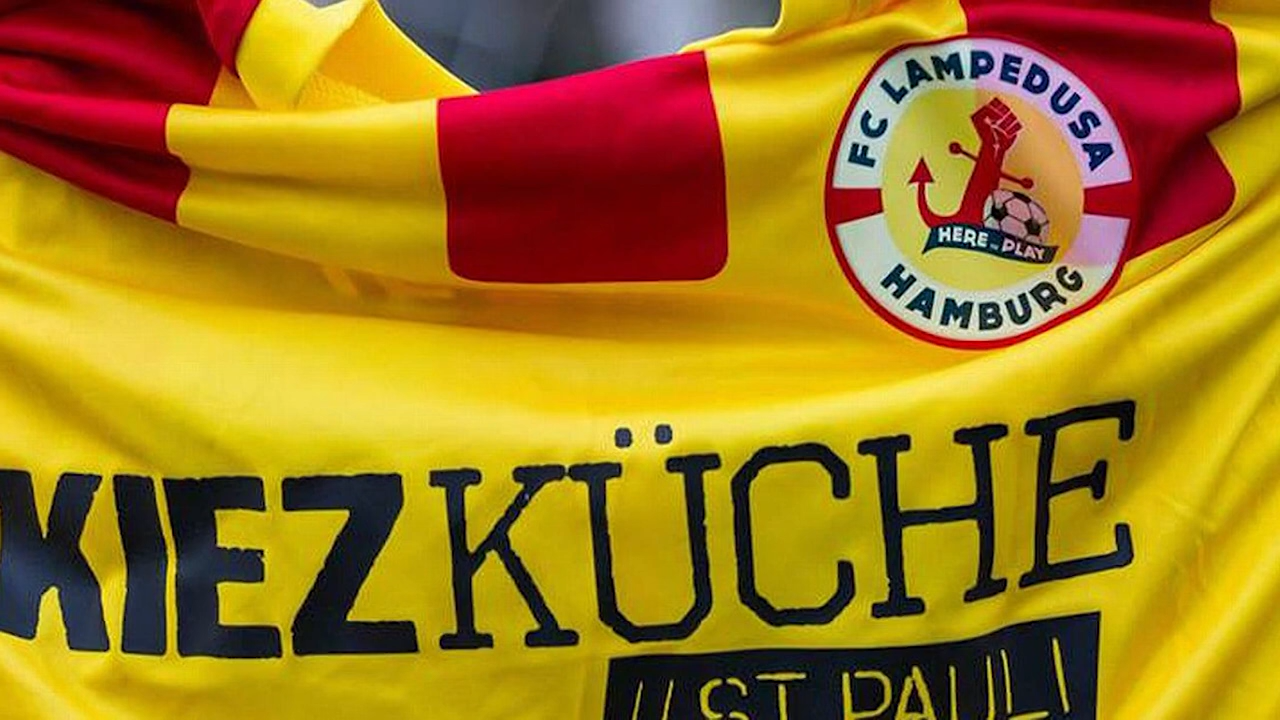 FC LAMPEDUSA
HERE TO PLAY
HAMBURG
KIEZKÜCHE
// ST. PAULI